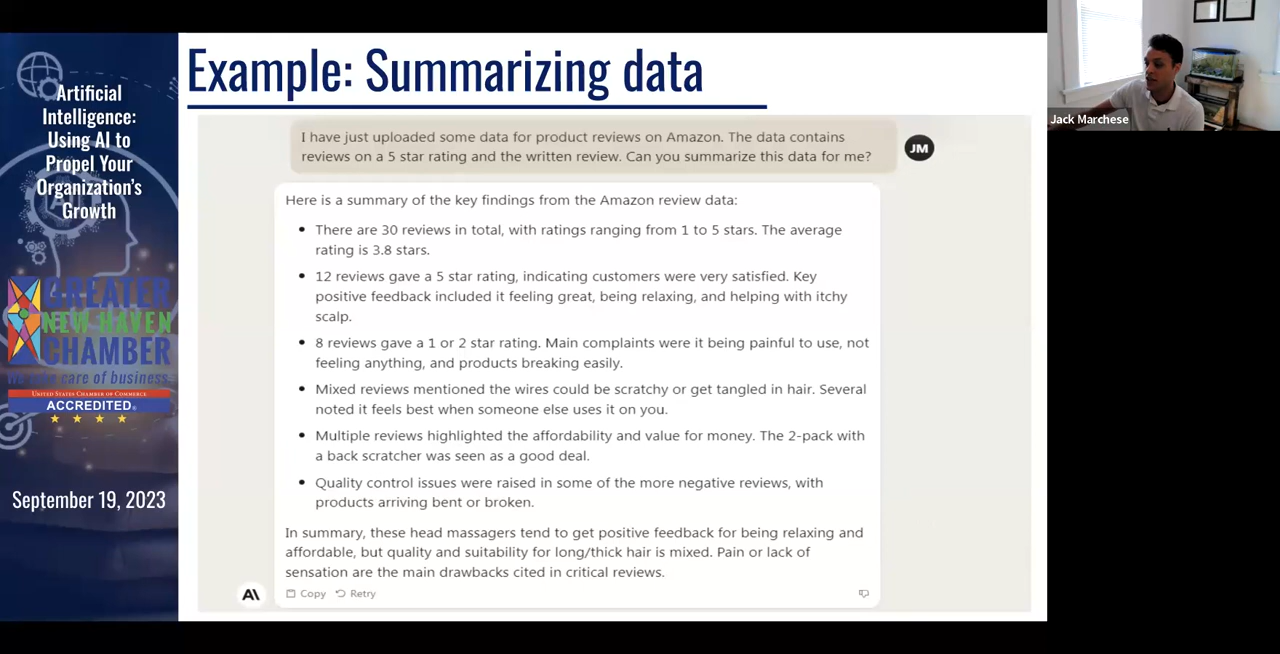 Artificial
Intelligence:
Using AI to
Propel Your
Organization's
Growth
GREATER
NEW HAVEN
CHAMBER
We take care of business.
UNITED STATES CHAMBER OF COMMERCE
ACCREDITED
September 19, 2023
Example: Summarizing data
I have just uploaded some data for product reviews on Amazon. The data contains
reviews on a 5 star rating and the written review. Can you summarize this data for me?
JM
Here is a summary of the key findings from the Amazon review data:
• There are 30 reviews in total, with ratings ranging from 1 to 5 stars. The average
rating is 3.8 stars.
• 12 reviews gave a 5 star rating, indicating customers were very satisfied. Key
positive feedback included it feeling great, being relaxing, and helping with itchy
scalp.
• 8 reviews gave a 1 or 2 star rating. Main complaints were it being painful to use, not
feeling anything, and products breaking easily.
• Mixed reviews mentioned the wires could be scratchy or get tangled in hair. Several
noted it feels best when someone else uses it on you.
• Multiple reviews highlighted the affordability and value for money. The 2-pack with
a back scratcher was seen as a good deal.
• Quality control issues were raised in some of the more negative reviews, with
products arriving bent or broken.
In summary, these head massagers tend to get positive feedback for being relaxing and
affordable, but quality and suitability for long/thick hair is mixed. Pain or lack of
sensation are the main drawbacks cited in critical reviews.
A\
Copy Retry
Jack Marchese